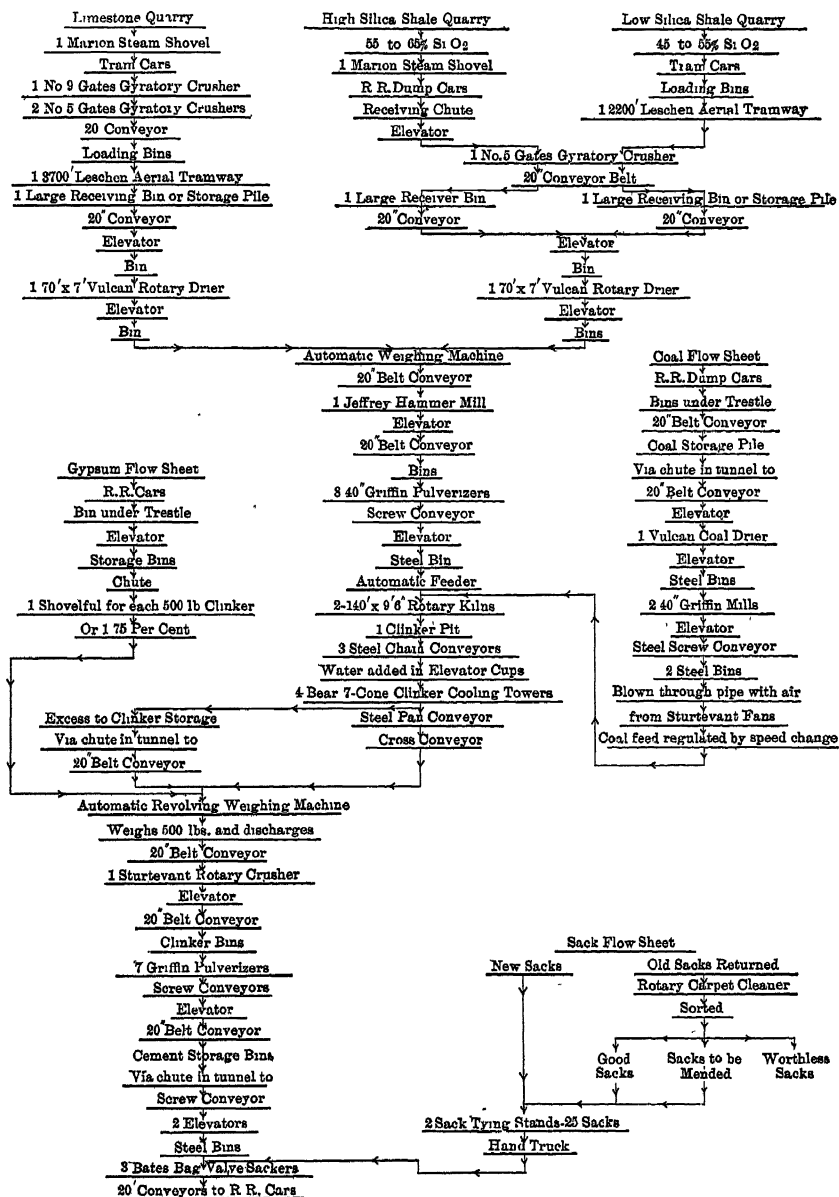 Limestone Quarry
1 Marion Steam Shovel
Tram Cars
1 No 9 Gates Gyratory Crusher
2 No 5 Gates Gyratory Crushers
20 Conveyor
Loading Bins
1 3700' Leschen Aerial Tramway
1 Large Receiving Bin or Storage Pile
20" Conveyor
Elevator
Bin
1 70' x 7' Vulcan Rotary Drier
Elevator
Bin
High Silica Shale Quarry
55 to 65% Si O2
1 Marion Steam Shovel
R R. Dump Cars
Receiving Chute
Elevator
Low Silica Shale Quarry
45 to 55% Si O2
Tram Cars
Loading Bins
1 2200' Leschen Aerial Tramway
1 No. 5 Gates Gyratory Crusher
20" Conveyor Belt
1 Large Receiver Bin
20" Conveyor
1 Large Receiving Bin or Storage Pile
20" Conveyor
Elevator
Bin
1 70' x 7' Vulcan Rotary Drier
Elevator
Bins
Automatic Weighing Machine
20" Belt Conveyor
1 Jeffrey Hammer Mill
Elevator
20" Belt Conveyor
Bins
8 40" Griffin Pulverizers
Screw Conveyor
Elevator
Steel Bin
Automatic Feeder
2-140' x 9'6" Rotary Kilns
1 Clinker Pit
3 Steel Chain Conveyors
Water added in Elevator Cups
4 Bear 7-Cone Clinker Cooling Towers
Steel Pan Conveyor
Cross Conveyor
Coal Flow Sheet
R.R. Dump Cars
Bins under Trestle
20" Belt Conveyor
Coal Storage Pile
Via chute in tunnel to
20" Belt Conveyor
Elevator
1 Vulcan Coal Drier
Elevator
Steel Bins
2 40" Griffin Mills
Elevator
Steel Screw Conveyor
2 Steel Bins
Blown through pipe with air
from Sturtevant Fans
Coal feed regulated by speed change
Gypsum Flow Sheet
R.R. Cars
Bin under Trestle
Elevator
Storage Bins
Chute
1 Shovelful for each 500 lb Clinker
Or 1 75 Per Cent
Excess to Clinker Storage
Via chute in tunnel to
20" Belt Conveyor
Automatic Revolving Weighing Machine
Weighs 500 lbs. and discharges
20" Belt Conveyor
1 Sturtevant Rotary Crusher
Elevator
20" Belt Conveyor
Clinker Bins
7 Griffin Pulverizers
Screw Conveyors
Elevator
20" Belt Conveyor
Cement Storage Bins
Via chute in tunnel to
Screw Conveyor
2 Elevators
Steel Bins
3 Bates Bag Valve Sackers
20' Conveyors to R R. Cars
Sack Flow Sheet
New Sacks
Old Sacks Returned
Rotary Carpet Cleaner
Sorted
Good
Sacks
Sacks to be
Mended
Worthless
Sacks
2 Sack Tying Stands-25 Sacks
Hand Truck